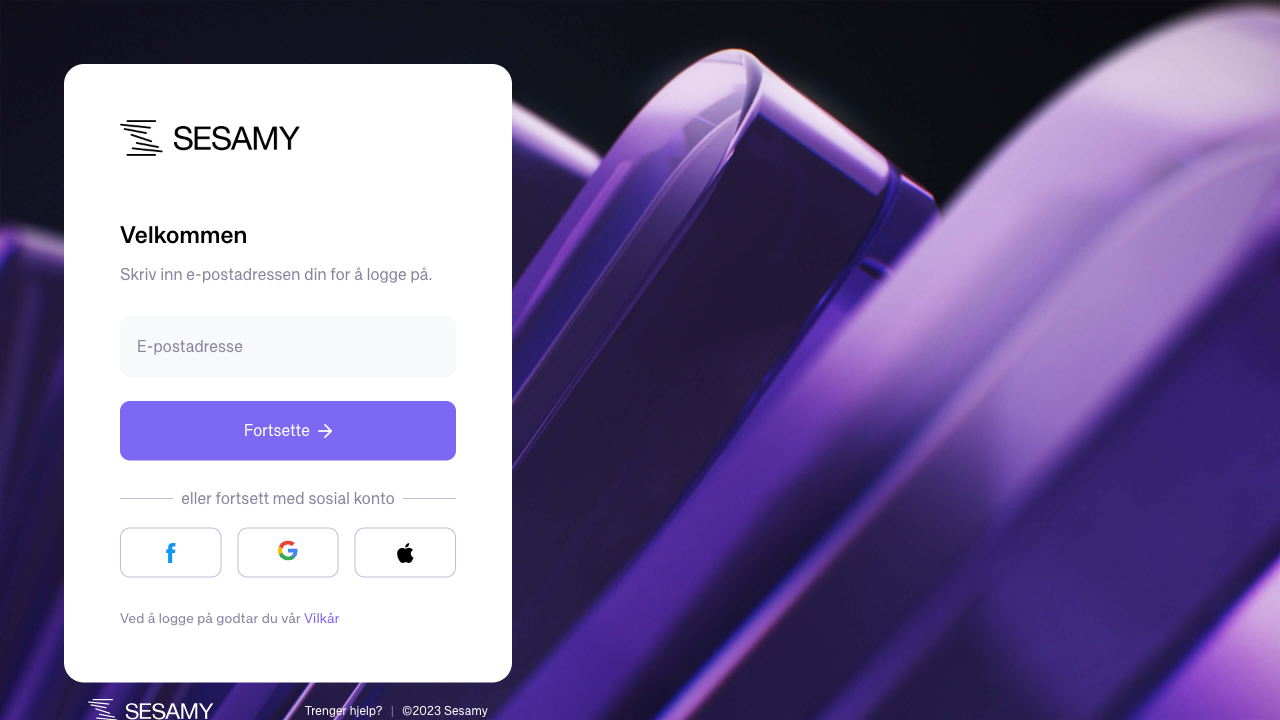 SESAMY
Velkommen
Skriv inn e-postadressen din for å logge på.
E-postadresse
Fortsette
eller fortsett med sosial konto
Ved å logge på godtar du vår Vilkår
SESAMY
Trenger hjelp? | ©2023 Sesamy